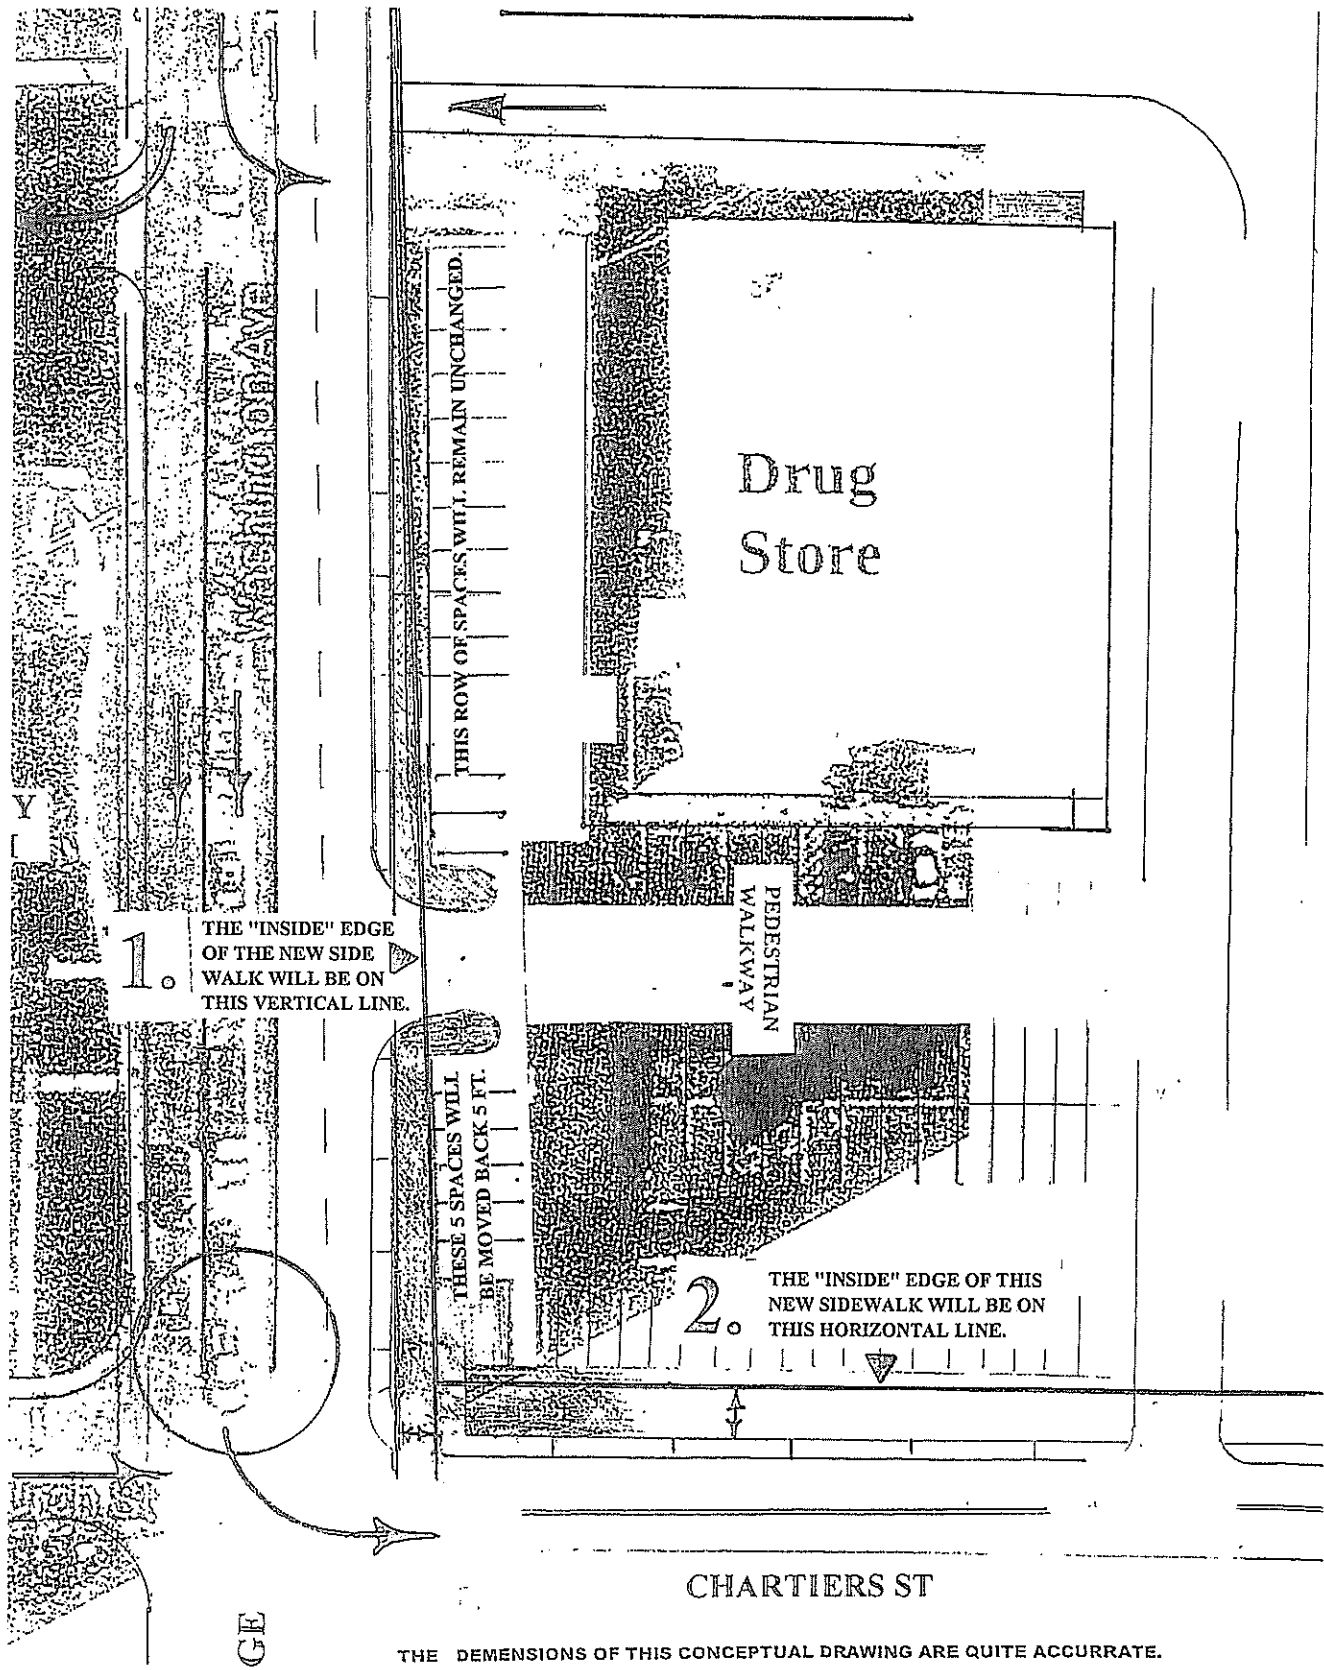 Washington Ave
THIS ROW OF SPACES WILL REMAIN UNCHANGED.
Drug
Store
Y
PEDESTRIAN
WALKWAY
1.
THE "INSIDE" EDGE
OF THE NEW SIDE
WALK WILL BE ON
THIS VERTICAL LINE.
THESE 5 SPACES WILL
BE MOVED BACK 5 FT.
2.
THE "INSIDE" EDGE OF THIS
NEW SIDEWALK WILL BE ON
THIS HORIZONTAL LINE.
CHARTIERS ST
GE
THE DEMENSIONS OF THIS CONCEPTUAL DRAWING ARE QUITE ACCURRATE.